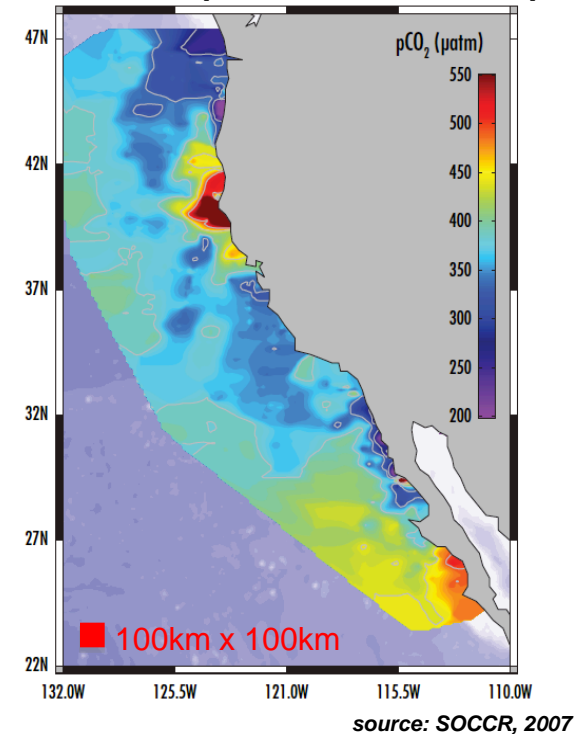 47N
42N
37N
32N
27N
22N
pCO₂ (µatm)
550
500
450
400
350
300
250
200
100km x 100km
132.0W 125.5W 121.0W 115.5W 110.0W
source: SOCCR, 2007